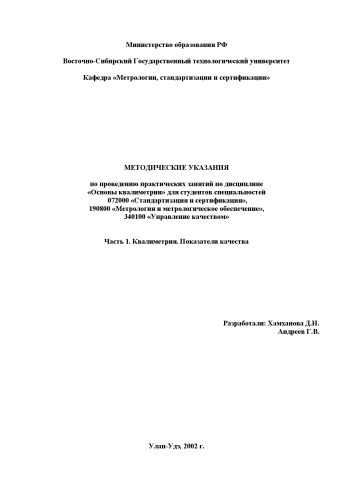 Министерство образования РФ
Восточно-Сибирский Государственный технологический университет
Кафедра «Метрологии, стандартизации и сертификации»
МЕТОДИЧЕСКИЕ УКАЗАНИЯ
по проведению практических занятий по дисциплине
«Основы квалиметрии» для студентов специальностей
072000 «Стандартизация и сертификация»,
190800 «Метрология и метрологическое обеспечение»,
340100 «Управление качеством»
Часть 1. Квалиметрия. Показатели качества
Разработали: Хамханова Д.Н.
Андреев Г.В.
Улан-Удэ, 2002 г.